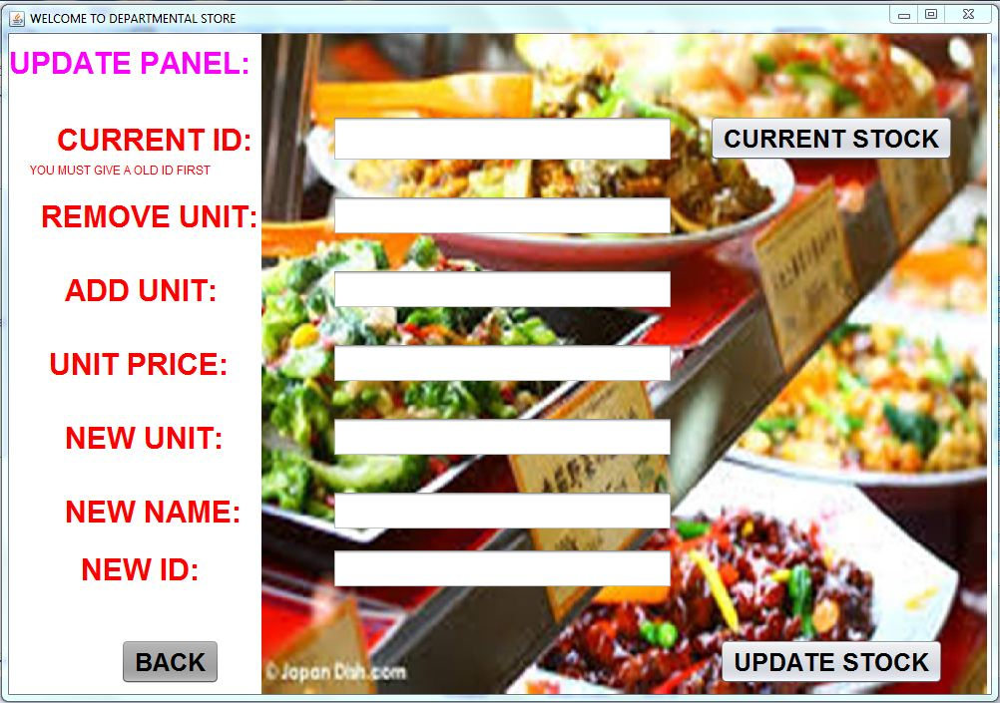 WELCOME TO DEPARTMENTAL STORE
UPDATE PANEL:
CURRENT ID:
CURRENT STOCK
YOU MUST GIVE A OLD ID FIRST
REMOVE UNIT:
ADD UNIT:
UNIT PRICE:
NEW UNIT:
NEW NAME:
NEW ID:
BACK
UPDATE STOCK
© Japan Dish.com